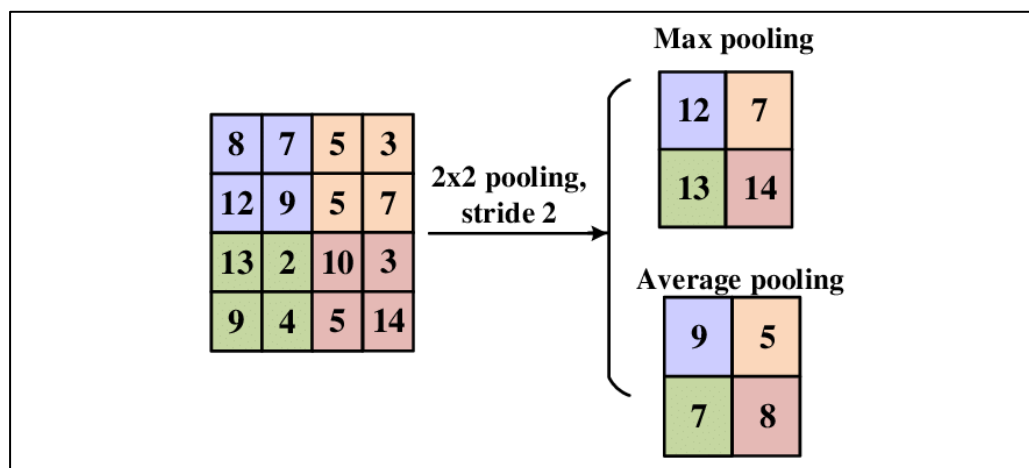 Max pooling
12 7
13 14
8 7 5 3
12 9 5 7
13 2 10 3
9 4 5 14
2x2 pooling,
stride 2
Average pooling
9 5
7 8